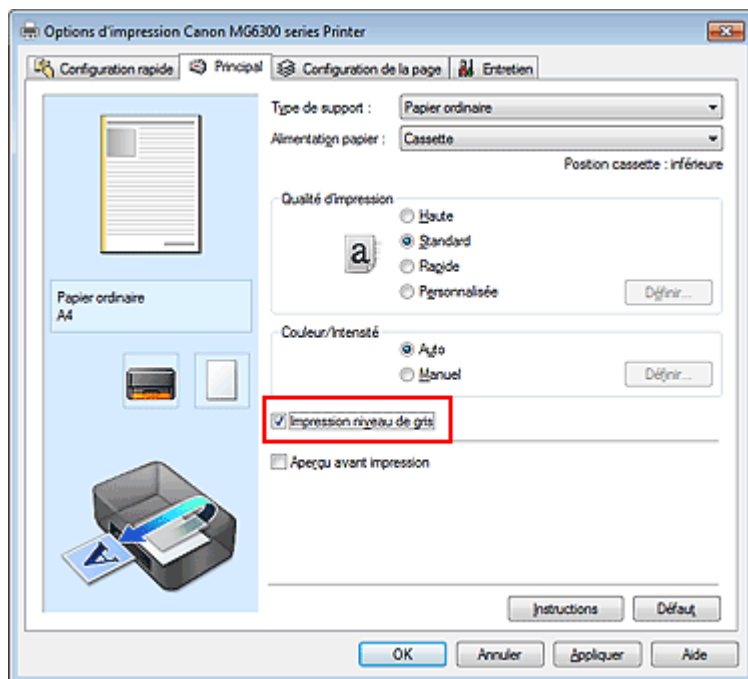 Options d'impression Canon MG6300 series Printer
Configuration rapide Principal Configuration de la page Entretien
Type de support : Papier ordinaire
Alimentation papier : Cassette
Position cassette : inférieure
Qualité d'impression
Haute
a Standard
Rapide
Personnalisée Définir...
Papier ordinaire
A4
Couleur/Intensité
Auto
Manuel Définir...
Impression niveau de gris
Aperçu avant impression
A
Instructions Défaut
OK Annuler Appliquer Aide